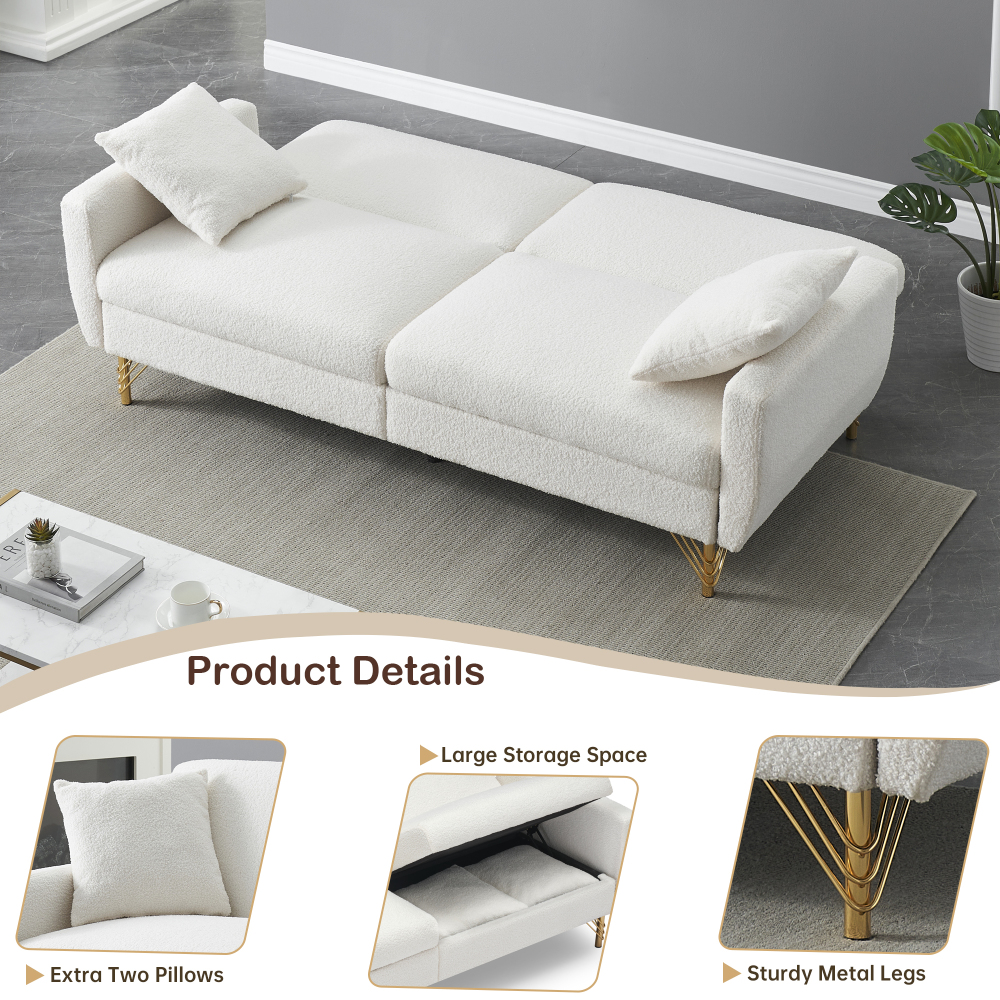 Product Details
Large Storage Space
Extra Two Pillows
Sturdy Metal Legs